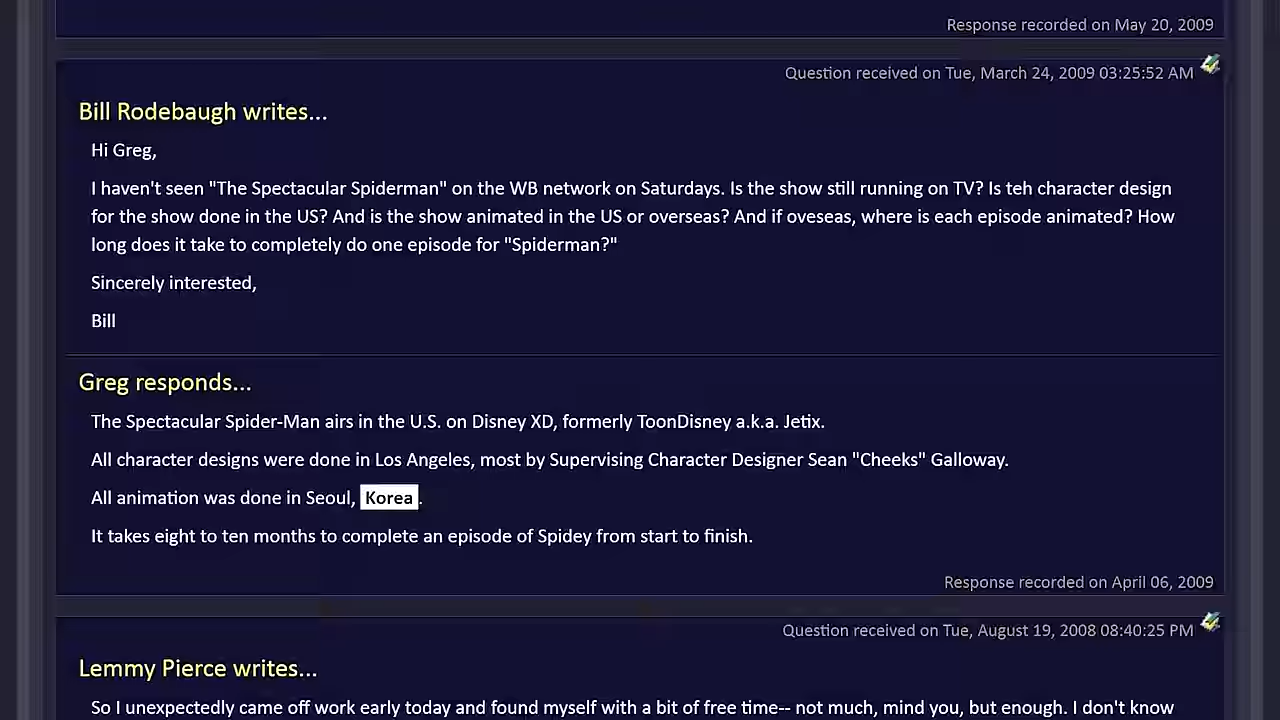 Response recorded on May 20, 2009
Question received on Tue, March 24, 2009 03:25:52 AM
Bill Rodebaugh writes...
Hi Greg,
I haven't seen "The Spectacular Spiderman" on the WB network on Saturdays. Is the show still running on TV? Is teh character design
for the show done in the US? And is the show animated in the US or overseas? And if oveseas, where is each episode animated? How
long does it take to completely do one episode for "Spiderman?"
Sincerely interested,
Bill
Greg responds...
The Spectacular Spider-Man airs in the U.S. on Disney XD, formerly ToonDisney a.k.a. Jetix.
All character designs were done in Los Angeles, most by Supervising Character Designer Sean "Cheeks" Galloway.
All animation was done in Seoul, Korea.
It takes eight to ten months to complete an episode of Spidey from start to finish.
Response recorded on April 06, 2009
Question received on Tue, August 19, 2008 08:40:25 PM
Lemmy Pierce writes...
So I unexpectedly came off work early today and found myself with a bit of free time-- not much, mind you, but enough. I don't know